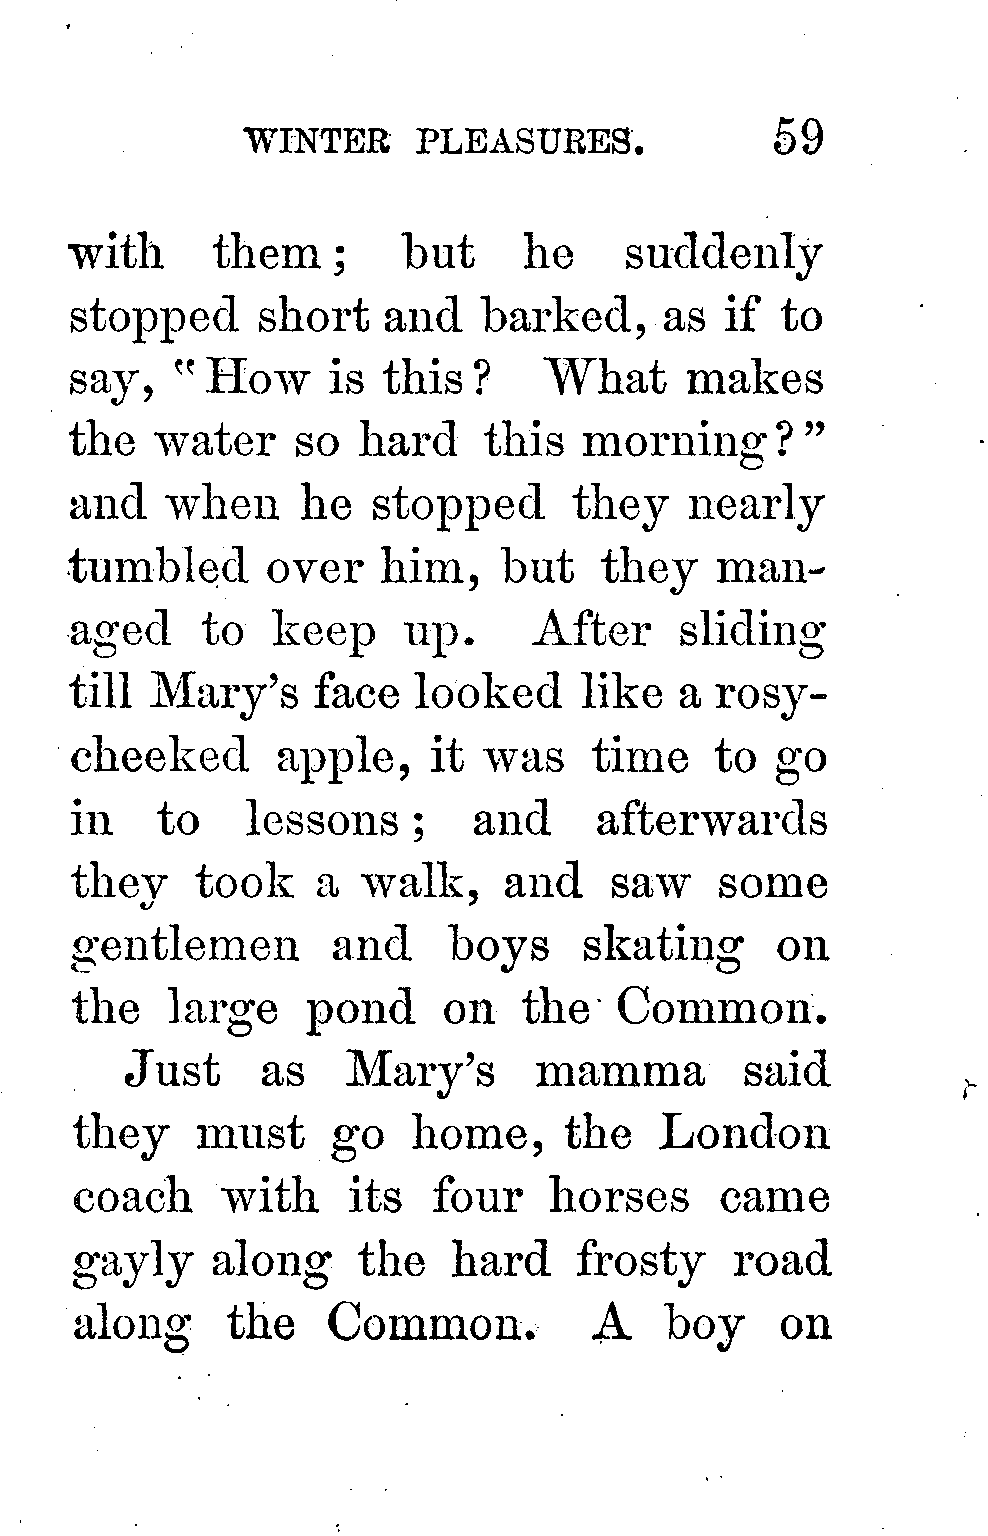 WINTER PLEASURES. 59
with them; but he suddenly
stopped short and barked, as if to
say, "How is this? What makes
the water so hard this morning?"
and when he stopped they nearly
tumbled over him, but they man-
aged to keep up. After sliding
till Mary's face looked like a rosy-
cheeked apple, it was time to go
in to lessons; and afterwards
they took a walk, and saw some
gentlemen and boys skating on
the large pond on the Common.
Just as Mary's mamma said
they must go home, the London
coach with its four horses came
gayly along the hard frosty road
along the Common. A boy on